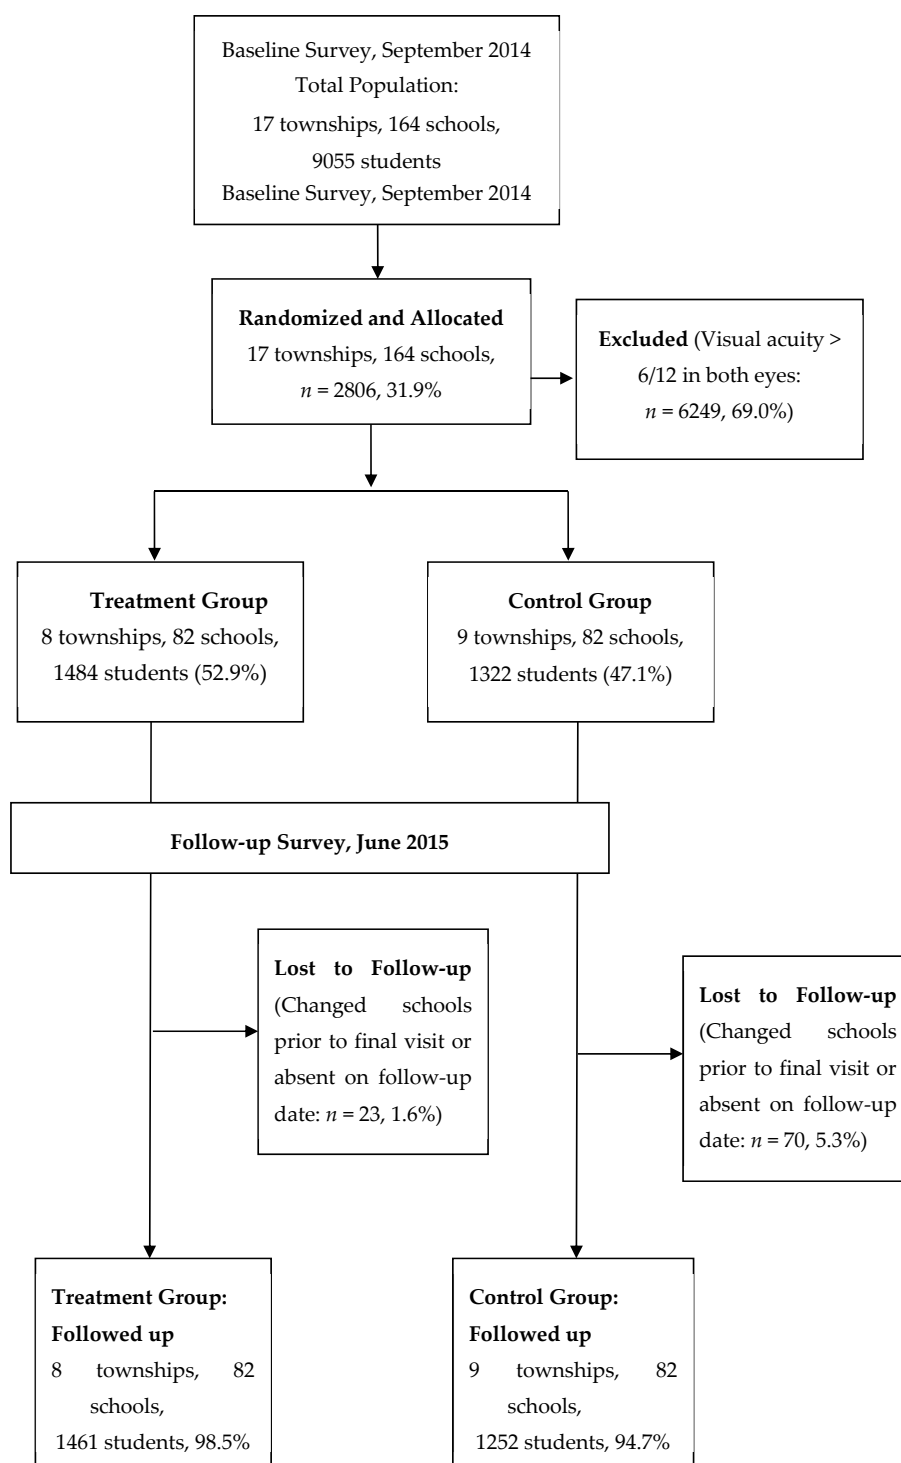 Baseline Survey, September 2014
Total Population:
17 townships, 164 schools,
9055 students
Baseline Survey, September 2014
Randomized and Allocated
17 townships, 164 schools,
n = 2806, 31.9%
Excluded (Visual acuity >
6/12 in both eyes:
n = 6249, 69.0%)
Treatment Group
8 townships, 82 schools,
1484 students (52.9%)
Control Group
9 townships, 82 schools,
1322 students (47.1%)
Follow-up Survey, June 2015
Lost to Follow-up
(Changed schools
prior to final visit or
absent on follow-up
date: n = 23, 1.6%)
Lost to Follow-up
(Changed schools
prior to final visit or
absent on follow-up
date: n = 70, 5.3%)
Treatment Group:
Followed up
8 townships, 82
schools,
1461 students, 98.5%
Control Group:
Followed up
9 townships, 82
schools,
1252 students, 94.7%